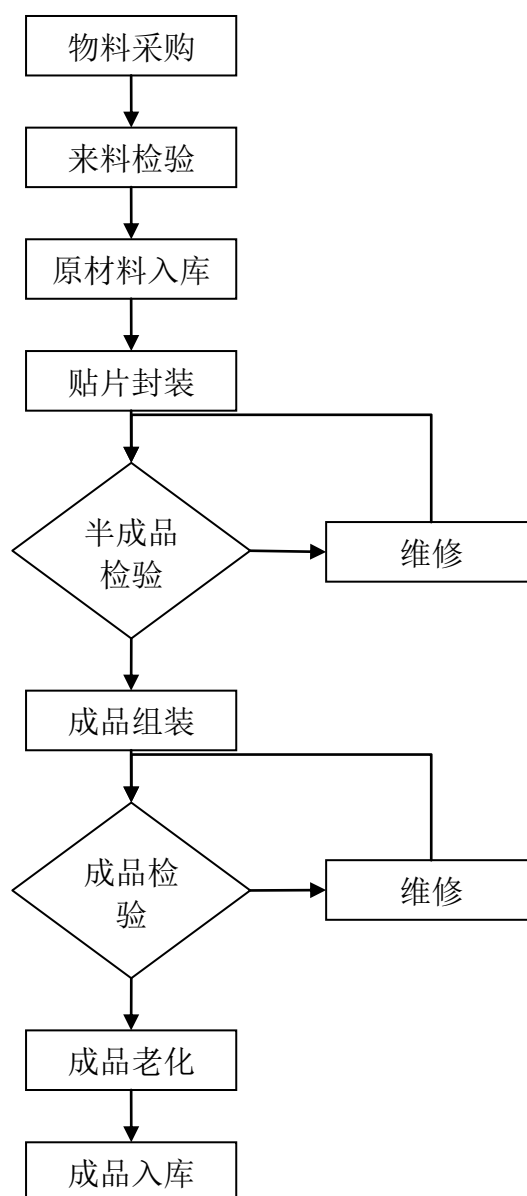 物料采购
来料检验
原材料入库
贴片封装
半成品
检验
维修
成品组装
成品检
验
维修
成品老化
成品入库